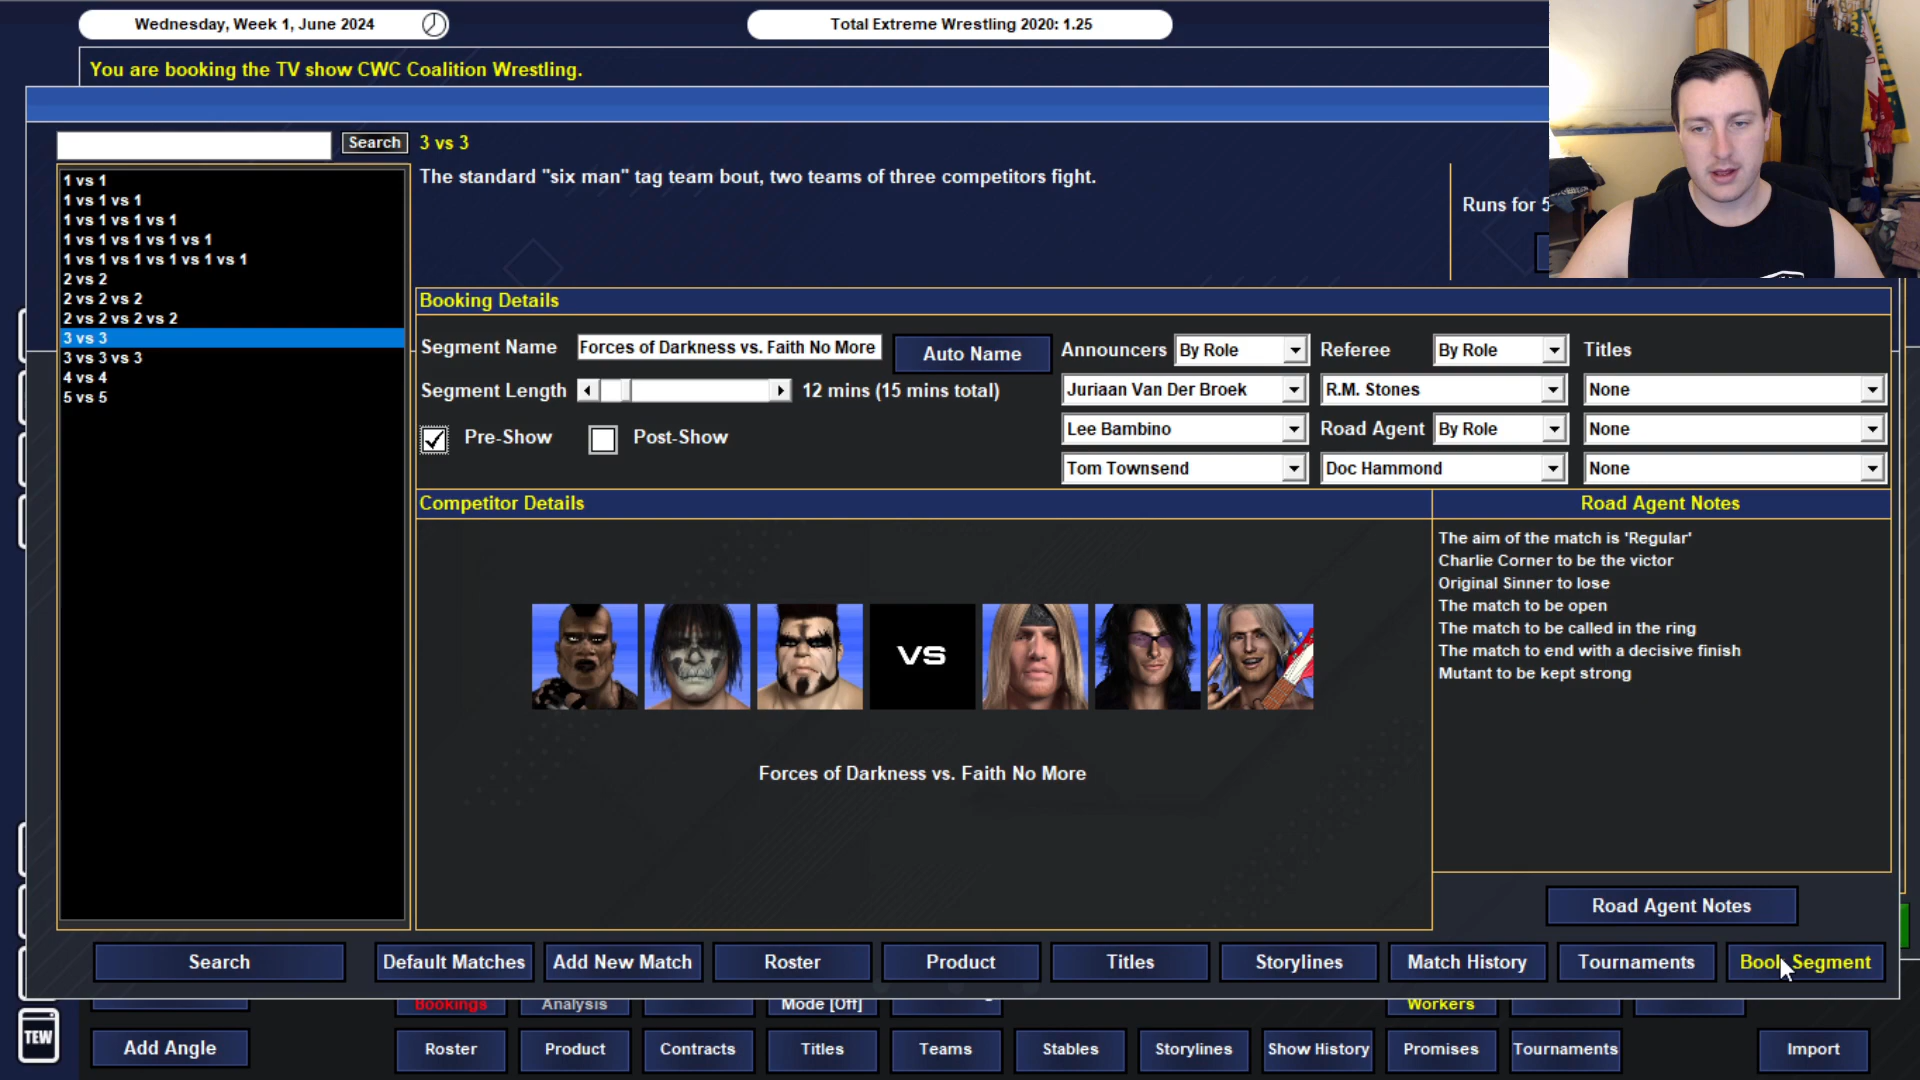 Wednesday, Week 1, June 2024
Total Extreme Wrestling 2020: 1.25
You are booking the TV show CWC Coalition Wrestling.
Search
3 vs 3
The standard "six man" tag team bout, two teams of three competitors fight.
Runs for 5
1 vs 1
1 vs 1 vs 1
1 vs 1 vs 1 vs 1
1 vs 1 vs 1 vs 1 vs 1
1 vs 1 vs 1 vs 1 vs 1 vs 1
2 vs 2
2 vs 2 vs 2
2 vs 2 vs 2 vs 2
3 vs 3
3 vs 3 vs 3
4 vs 4
5 vs 5
Booking Details
Segment Name Forces of Darkness vs. Faith No More Auto Name Announcers By Role Referee By Role Titles
Segment Length 12 mins (15 mins total) Juriaan Van Der Broek R.M. Stones None
Pre-Show Post-Show Lee Bambino Road Agent By Role None
Tom Townsend Doc Hammond None
Competitor Details
VS
Forces of Darkness vs. Faith No More
Road Agent Notes
The aim of the match is 'Regular'
Charlie Corner to be the victor
Original Sinner to lose
The match to be open
The match to be called in the ring
The match to end with a decisive finish
Mutant to be kept strong
Road Agent Notes
Search Default Matches Add New Match Roster Product Titles Storylines Match History Tournaments Book Segment
Bookings Analysis Mode [Off] Workers
TEW Add Angle Roster Product Contracts Titles Teams Stables Storylines Show History Promises Tournaments Import